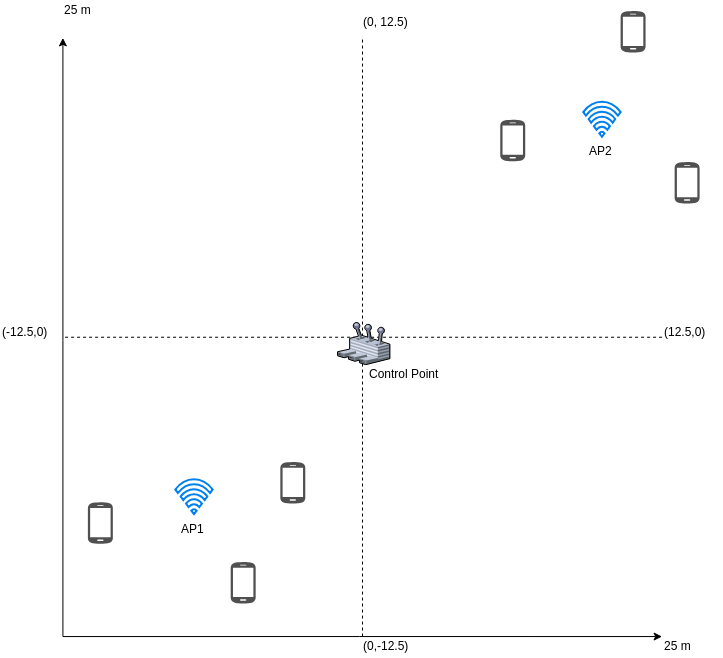 25 m
(0, 12.5)
AP2
(-12.5,0)
(12.5,0)
Control Point
AP1
(0,-12.5)
25 m